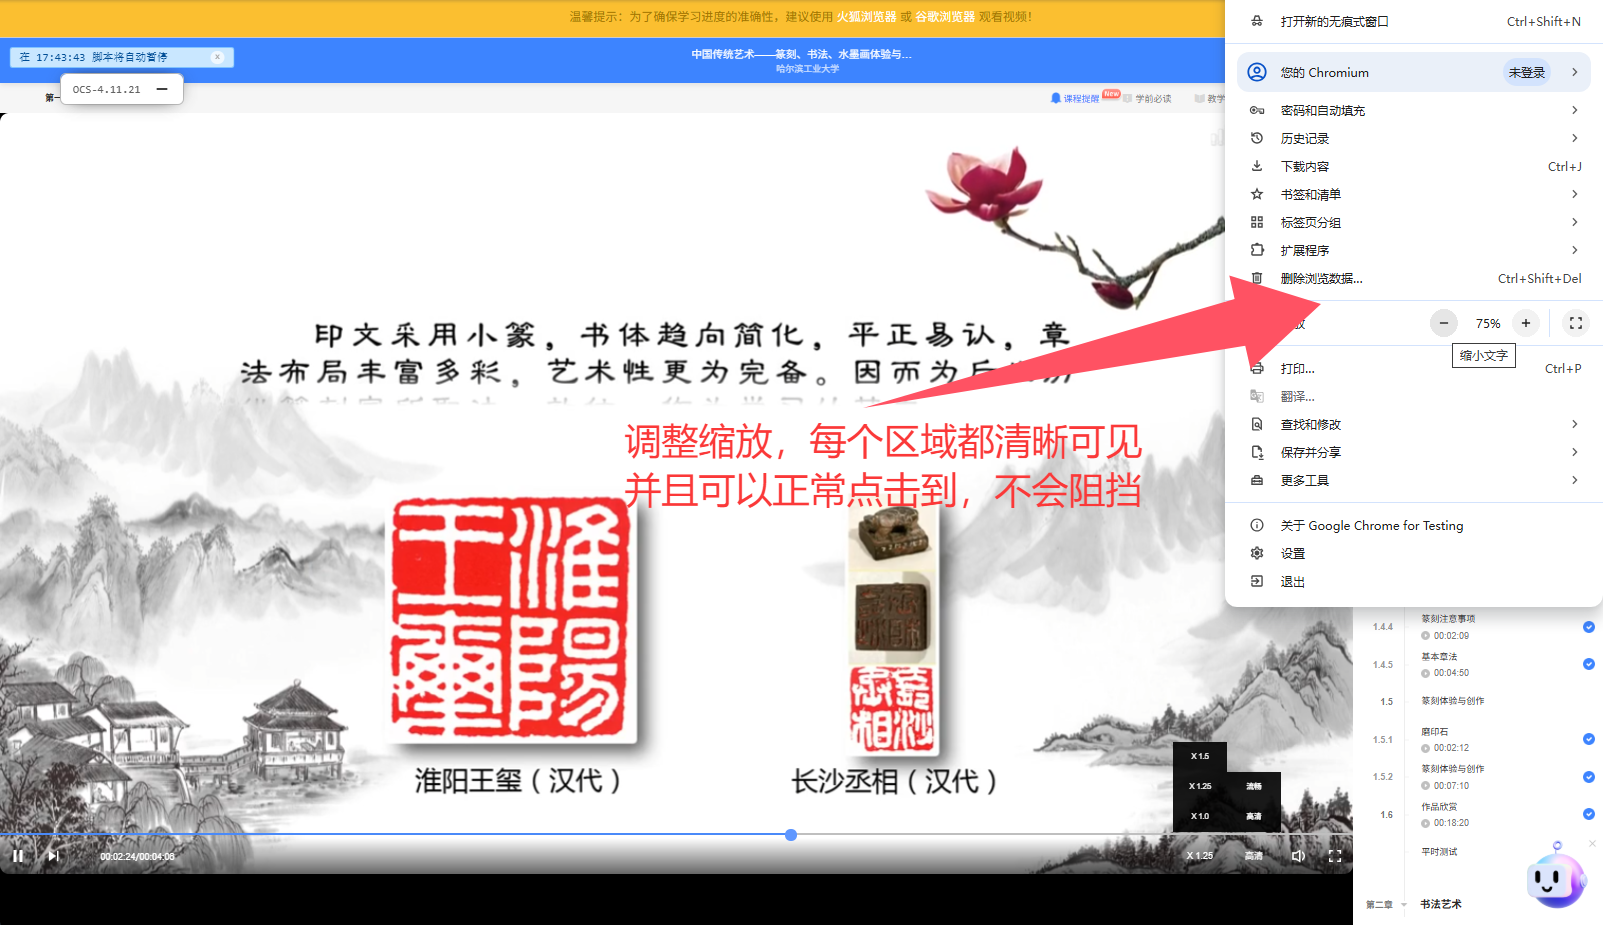 温馨提示：为了确保学习进度的准确性，建议使用 火狐浏览器 或 谷歌浏览器 观看视频！
在 17:43:43 脚本将自动暂停
×
中国传统艺术——篆刻、书法、水墨画体验与...
哈尔滨工业大学
OCS-4.11.21
第一
课程提醒
New
学前必读
教学
打开新的无痕式窗口
Ctrl+Shift+N
您的 Chromium
未登录
密码和自动填充
历史记录
下载内容
Ctrl+J
书签和清单
标签页分组
扩展程序
删除浏览数据...
Ctrl+Shift+Del
75%
缩小文字
打印...
Ctrl+P
翻译...
查找和修改
保存并分享
更多工具
关于 Google Chrome for Testing
设置
退出
印文采用小篆，书体趋向简化，平正易认，章
法布局丰富多彩，艺术性更为完备。因而为后
调整缩放，每个区域都清晰可见
并且可以正常点击到，不会阻挡
淮阳王玺（汉代）
长沙丞相（汉代）
X 1.5
X 1.25
流畅
X 1.0
高清
00:02:24/00:04:08
X 1.25
高清
1.4.4
篆刻注意事项
00:02:09
1.4.5
基本章法
00:04:50
1.5
篆刻体验与创作
1.5.1
磨印石
00:02:12
1.5.2
篆刻体验与创作
00:07:10
1.6
作品欣赏
00:18:20
平时测试
第二章
书法艺术